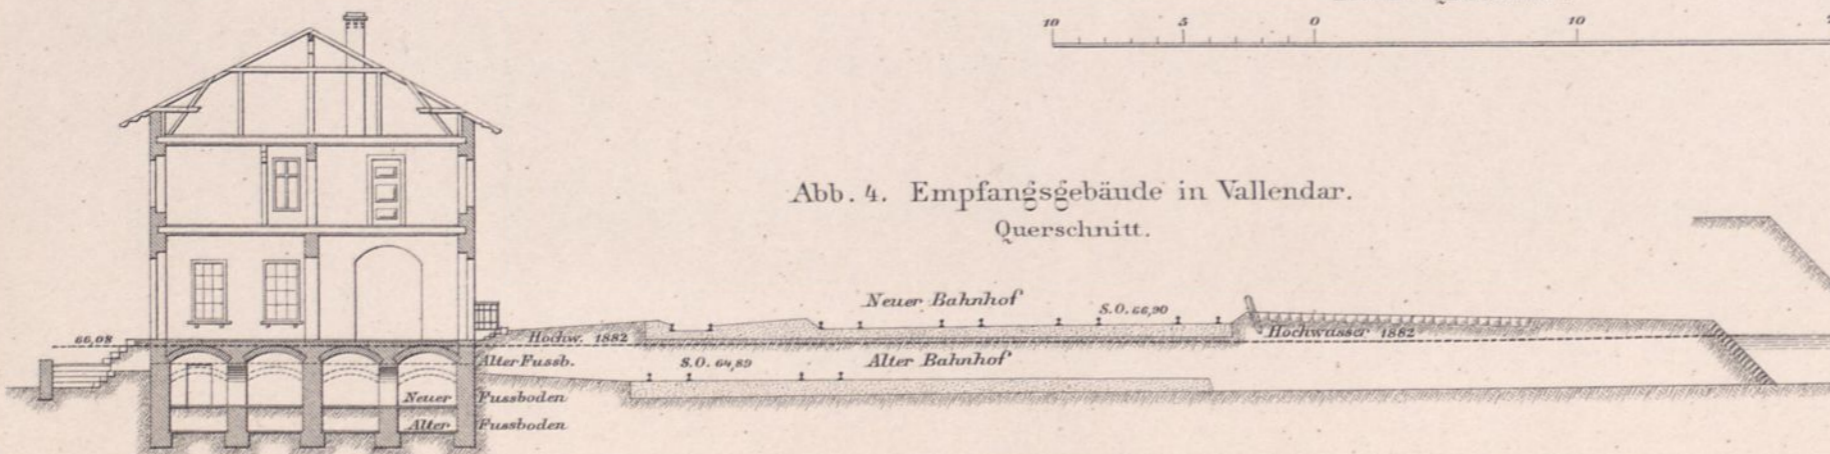 10 5 0 10
Abb. 4. Empfangsgebäude in Vallendar.
Querschnitt.
Neuer Bahnhof
S.O. 66,90
66,08
Hochw. 1882
Hochwasser 1882
Alter Fussb.
S.O. 64,89
Alter Bahnhof
Neuer Fussboden
Alter Fussboden